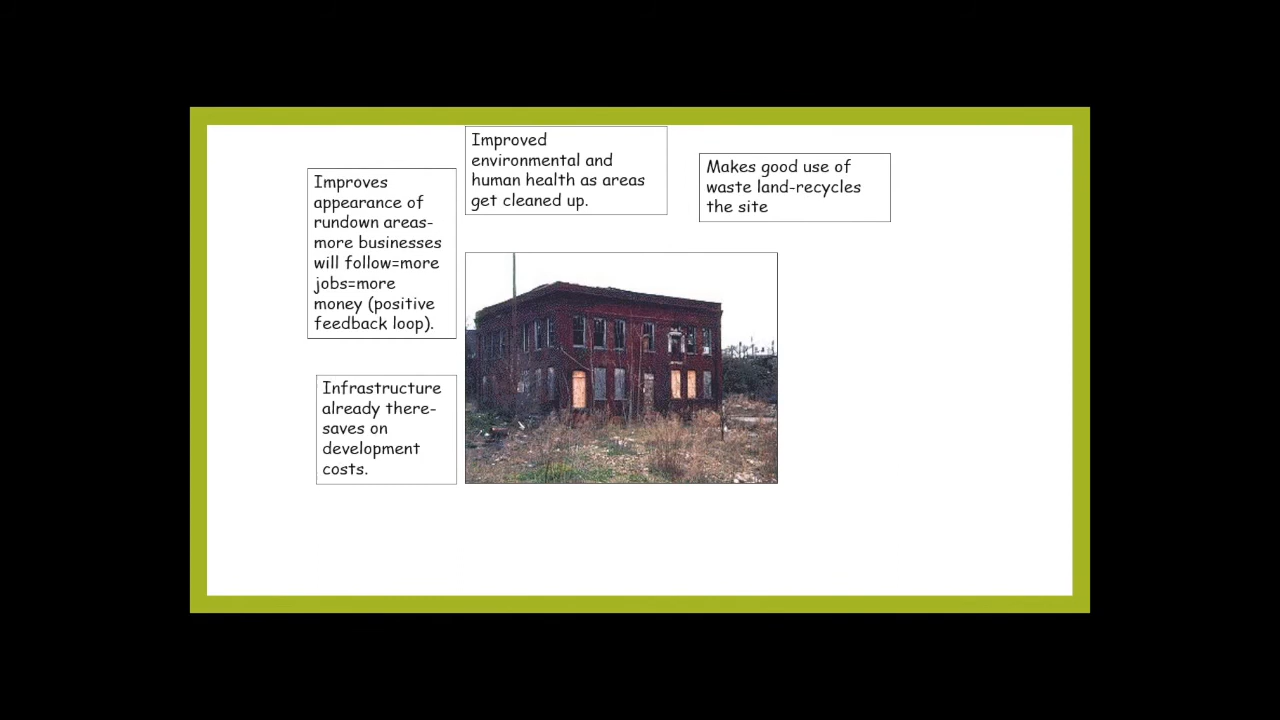 Improved
environmental and
human health as areas
get cleaned up.
Makes good use of
waste land-recycles
the site
Improves
appearance of
rundown areas-
more businesses
will follow=more
jobs=more
money (positive
feedback loop).
Infrastructure
already there-
saves on
development
costs.